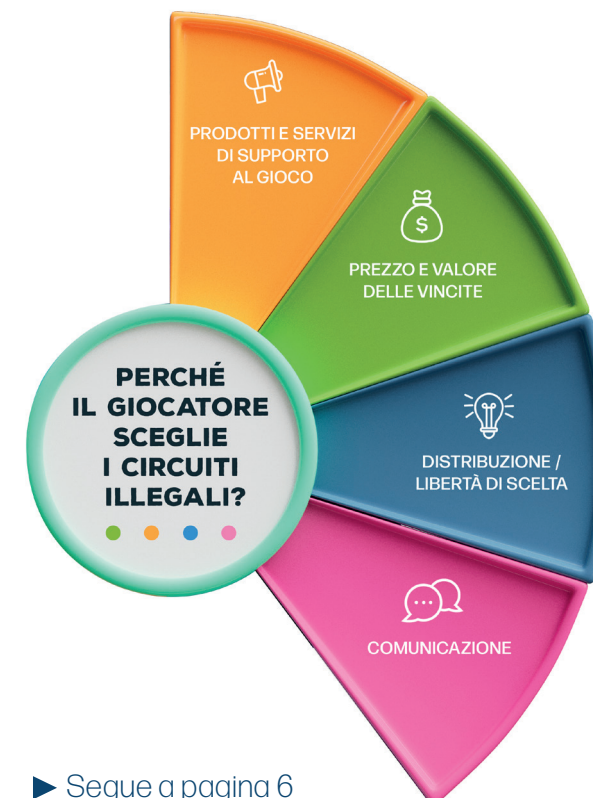 PRODOTTI E SERVIZI
DI SUPPORTO
AL GIOCO
$
PREZZO E VALORE
DELLE VINCITE
PERCHÉ
IL GIOCATORE
SCEGLIE
I CIRCUITI
ILLEGALI?
DISTRIBUZIONE /
LIBERTÀ DI SCELTA
COMUNICAZIONE
Segue a pagina 6